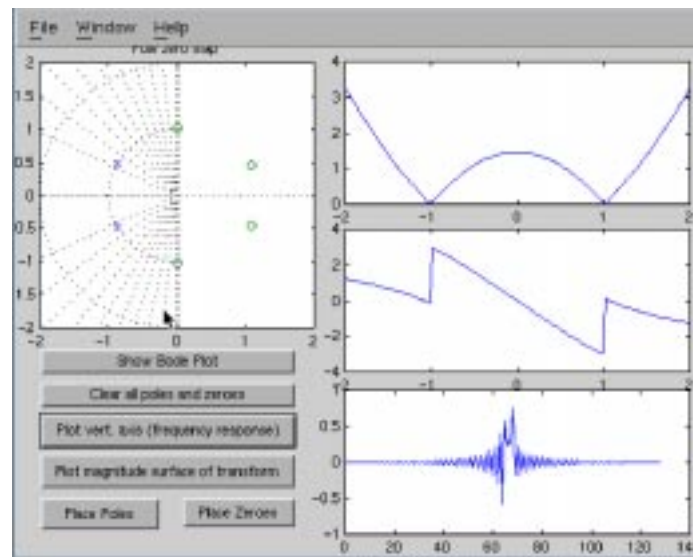 File Window Help
Pole zero map
2
1.5
1
0.5
0
-0.5
-1
1.5
-2
-1 0 1 2
4
3
2
1
0
-2 -1 0 1 2
4
2
0
-2
-4
-2 -1 0 1 2
1
0.5
0
-0.5
-1
0 20 40 60 80 100 120 14
Show Bode Plot
Clear all poles and zeroes
Plot vert. axis (frequency response)
Plot magnitude surface of transform
Place Poles Place Zeroes